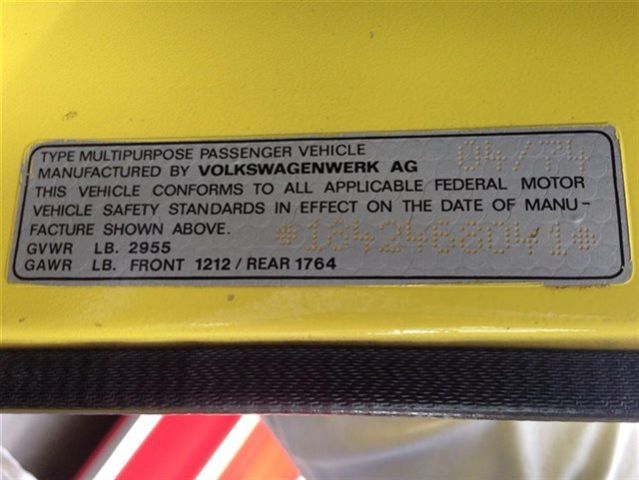 TYPE MULTIPURPOSE PASSENGER VEHICLE 04/74
MANUFACTURED BY VOLKSWAGENWERK AG
THIS VEHICLE CONFORMS TO ALL APPLICABLE FEDERAL MOTOR
VEHICLE SAFETY STANDARDS IN EFFECT ON THE DATE OF MANU-
FACTURE SHOWN ABOVE. *1842468041*
GVWR LB. 2955
GAWR LB. FRONT 1212 / REAR 1764